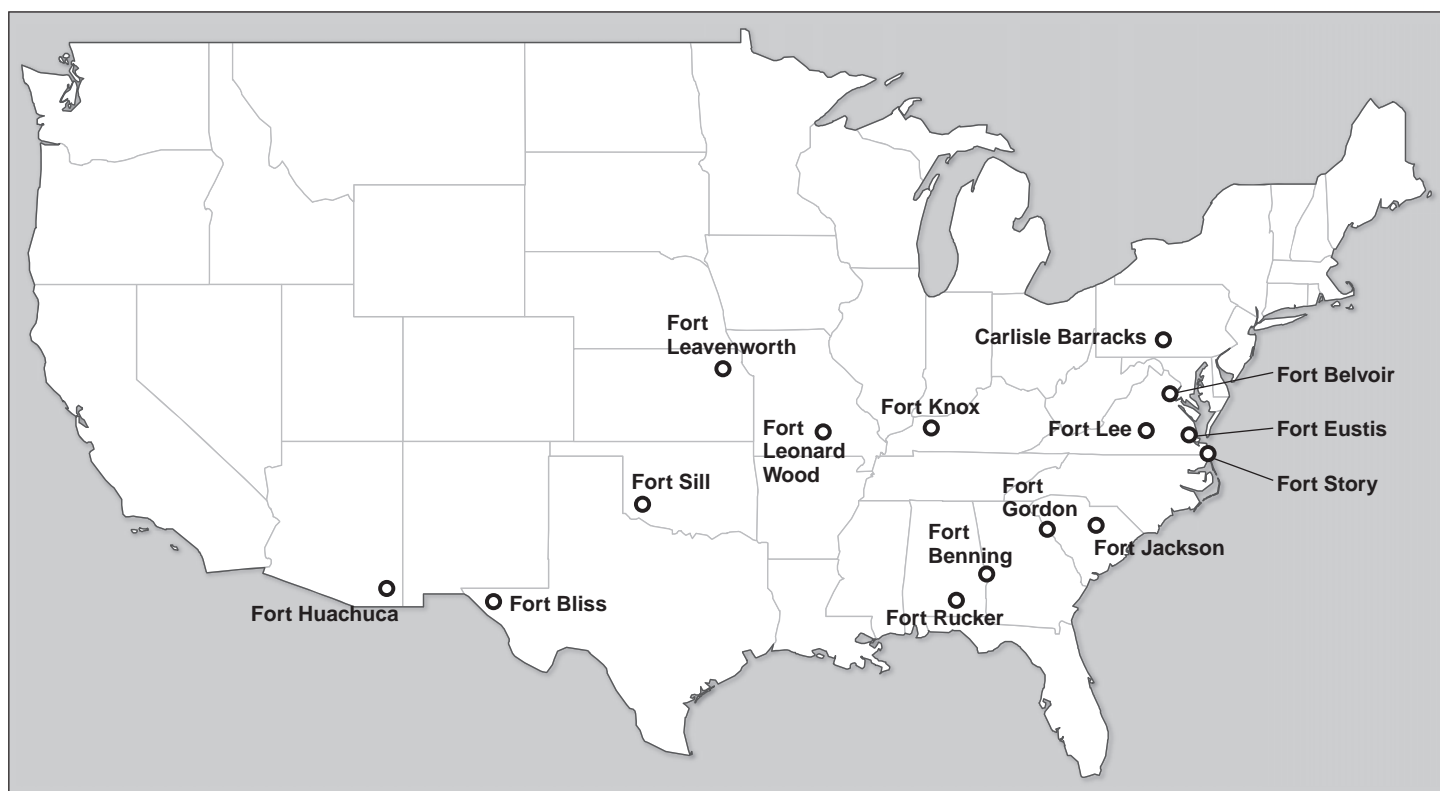 Fort
Leavenworth
Carlisle Barracks
Fort Belvoir
Fort Knox
Fort
Leonard
Wood
Fort Lee
Fort Eustis
Fort Sill
Fort Story
Fort
Gordon
Fort
Benning
Fort Jackson
Fort Huachuca
Fort Bliss
Fort Rucker